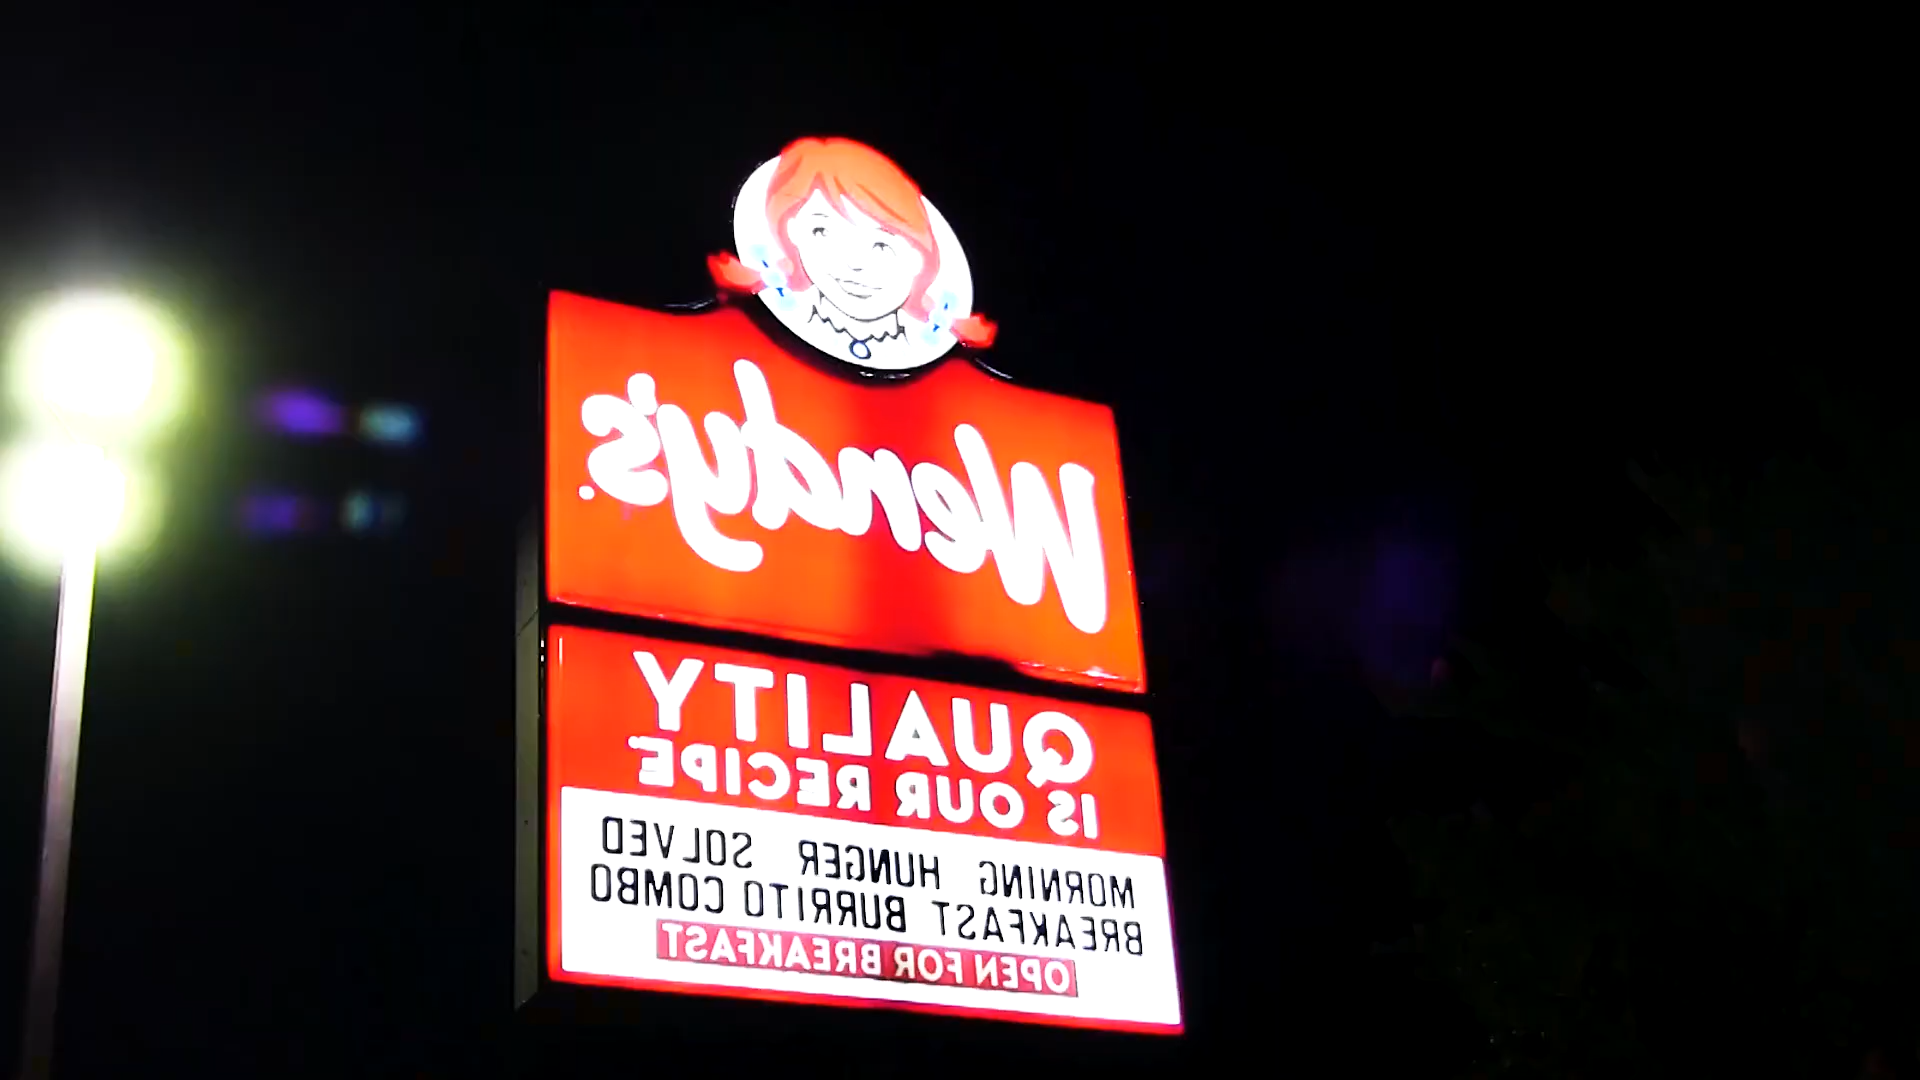 Wendy's.
QUALITY
IS OUR RECIPE
MORNING HUNGER SOLVED
BREAKFAST BURRITO COMBO
OPEN FOR BREAKFAST